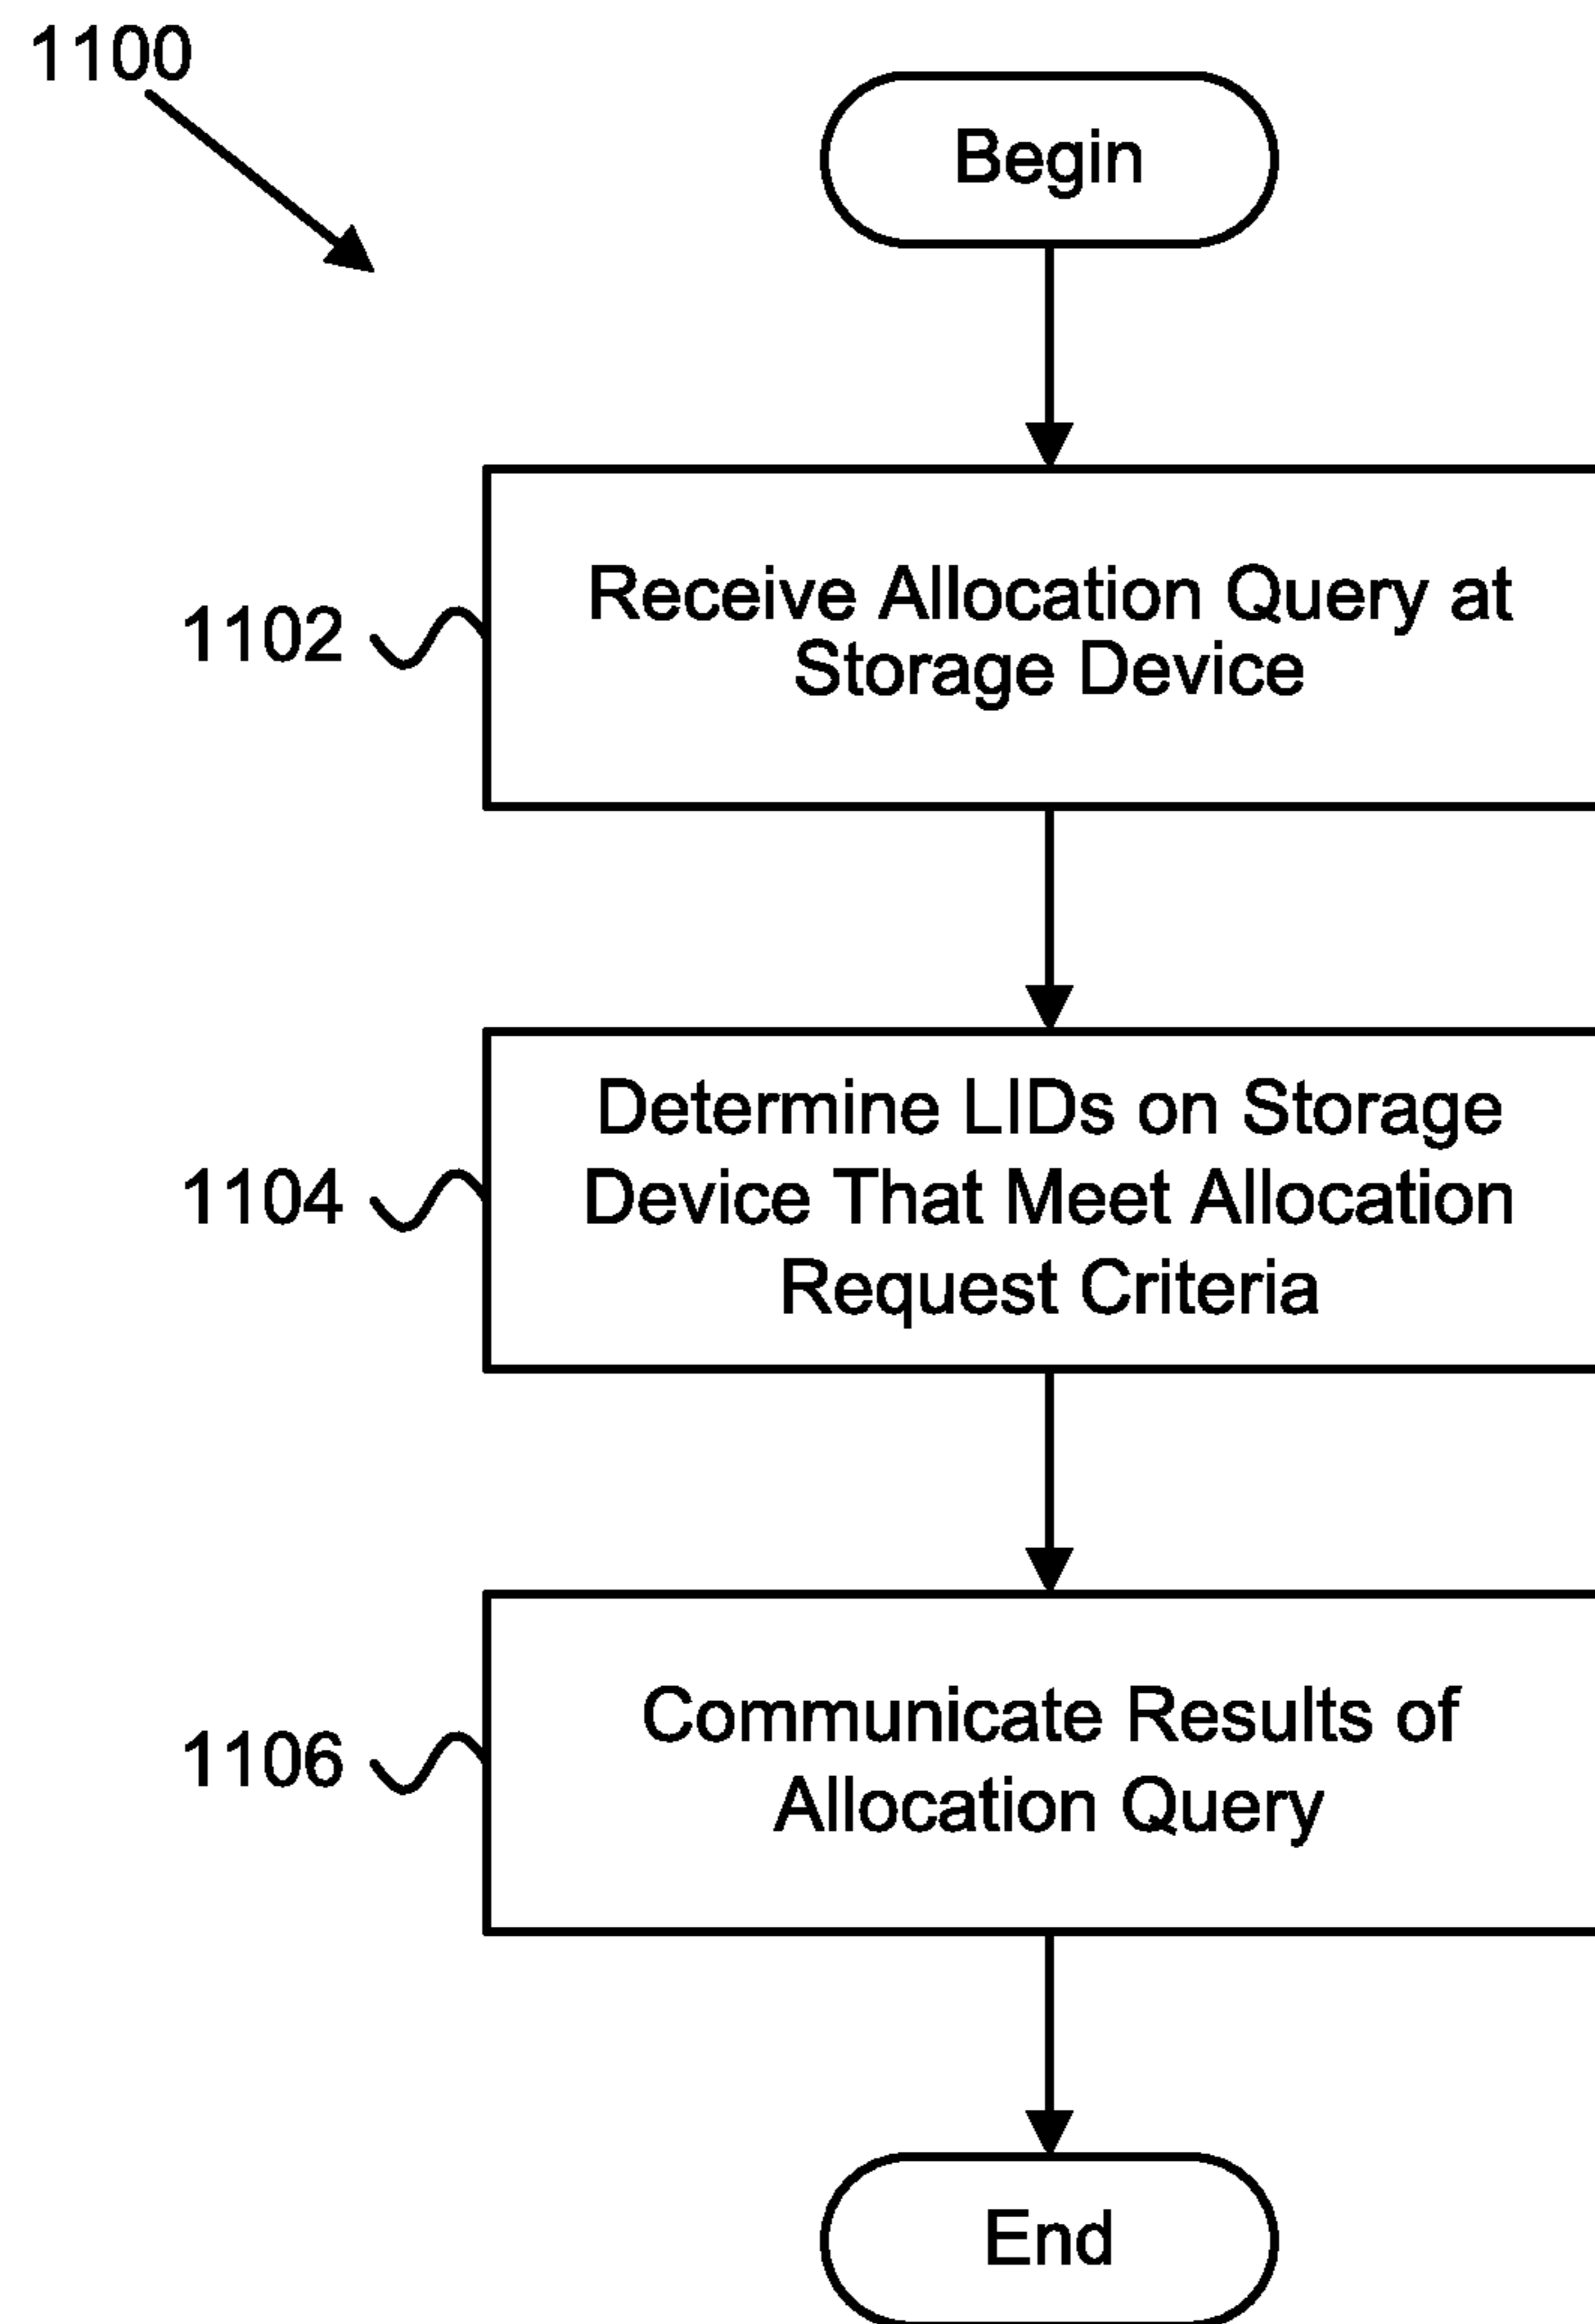 1100
Begin
1102
Receive Allocation Query at
Storage Device
1104
Determine LIDs on Storage
Device That Meet Allocation
Request Criteria
1106
Communicate Results of
Allocation Query
End